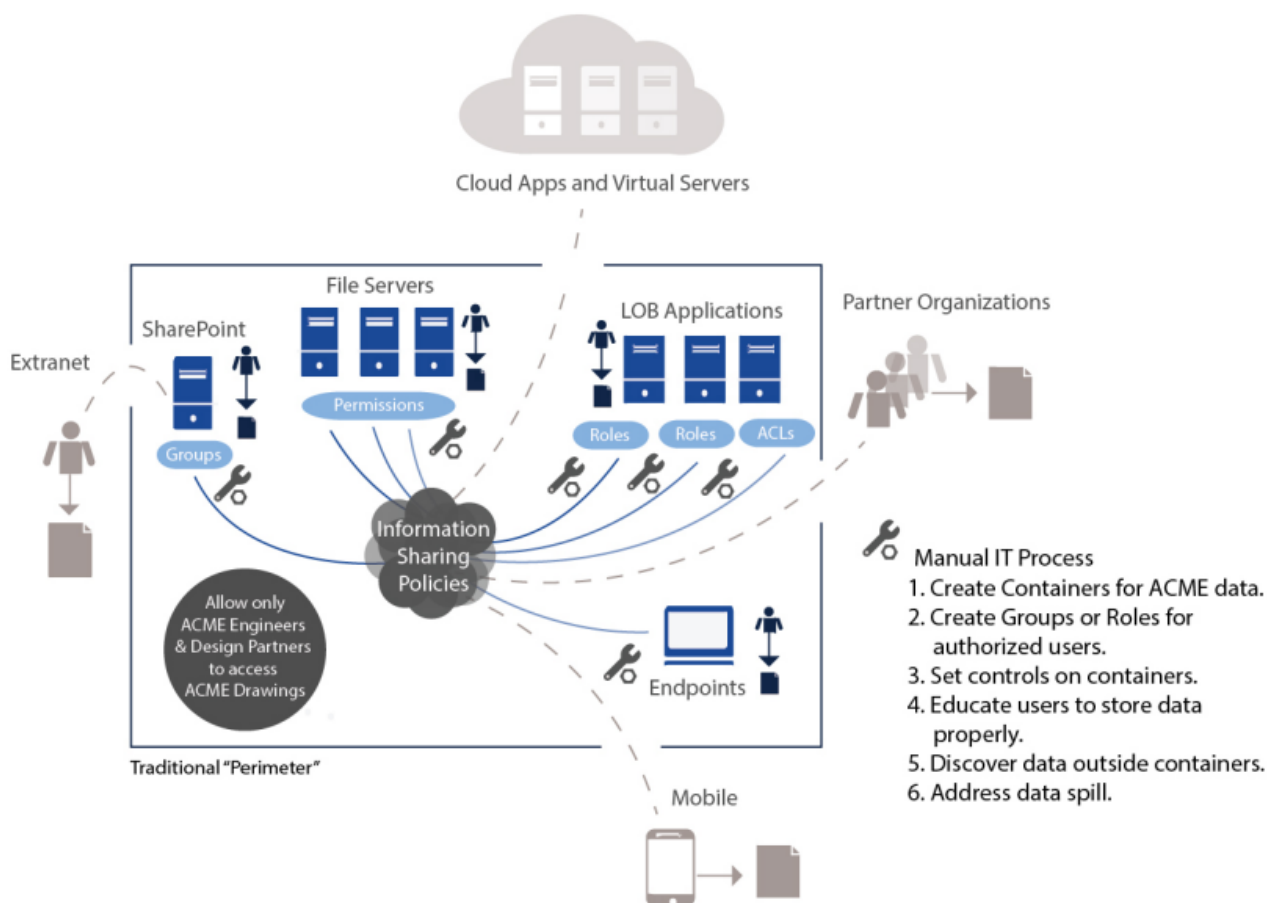 Cloud Apps and Virtual Servers
File Servers
SharePoint
LOB Applications
Partner Organizations
Extranet
Permissions
Groups
Roles
Roles
ACLs
Information
Sharing
Policies
Allow only
ACME Engineers
& Design Partners
to access
ACME Drawings
Endpoints
Traditional "Perimeter"
Mobile
Manual IT Process
1. Create Containers for ACME data.
2. Create Groups or Roles for
authorized users.
3. Set controls on containers.
4. Educate users to store data
properly.
5. Discover data outside containers.
6. Address data spill.